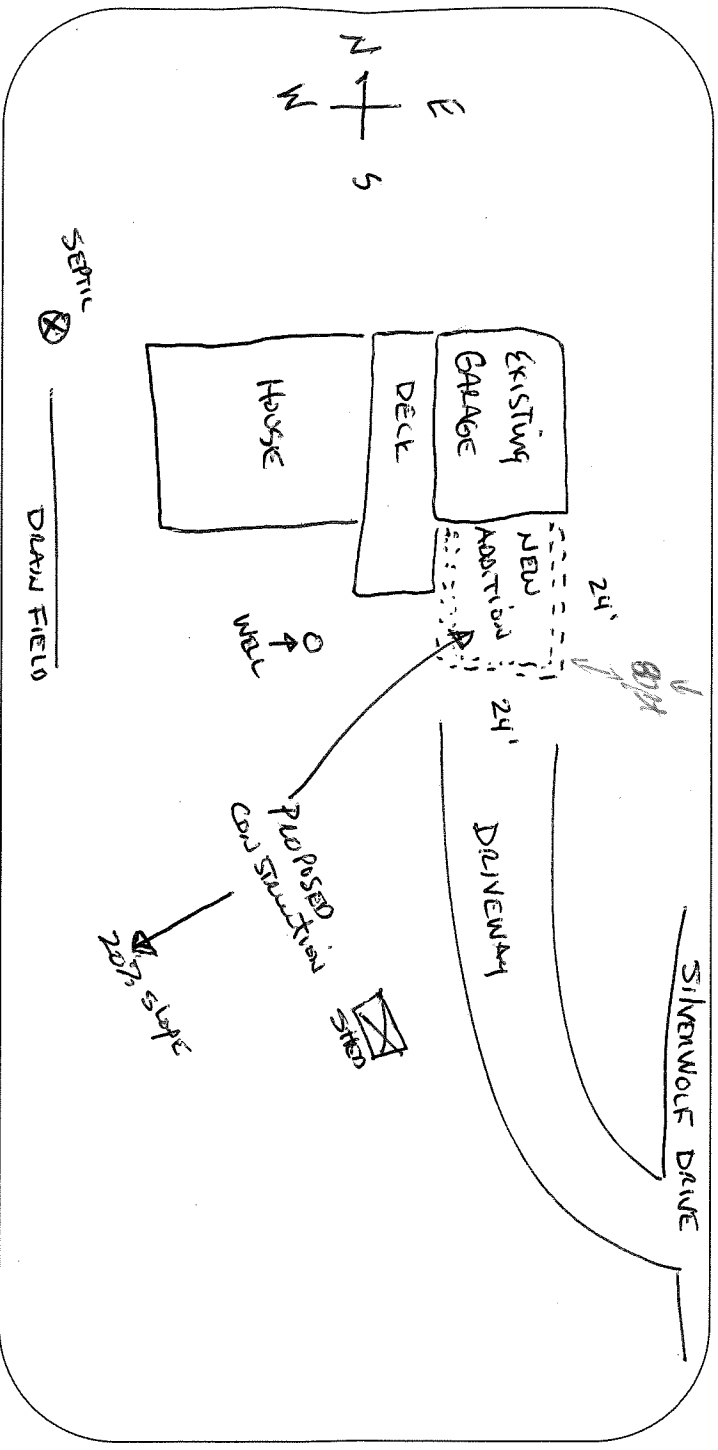 N
E
W
S
SILVERWOLF DRIVE
80ft
24'
EXISTING
GARAGE
NEW
ADDITION
24'
DRIVEWAY
DECK
HOUSE
WELL
PROPOSED
CONSTRUCTION
SHED
20% SLOPE
SEPTIC
DRAIN FIELD